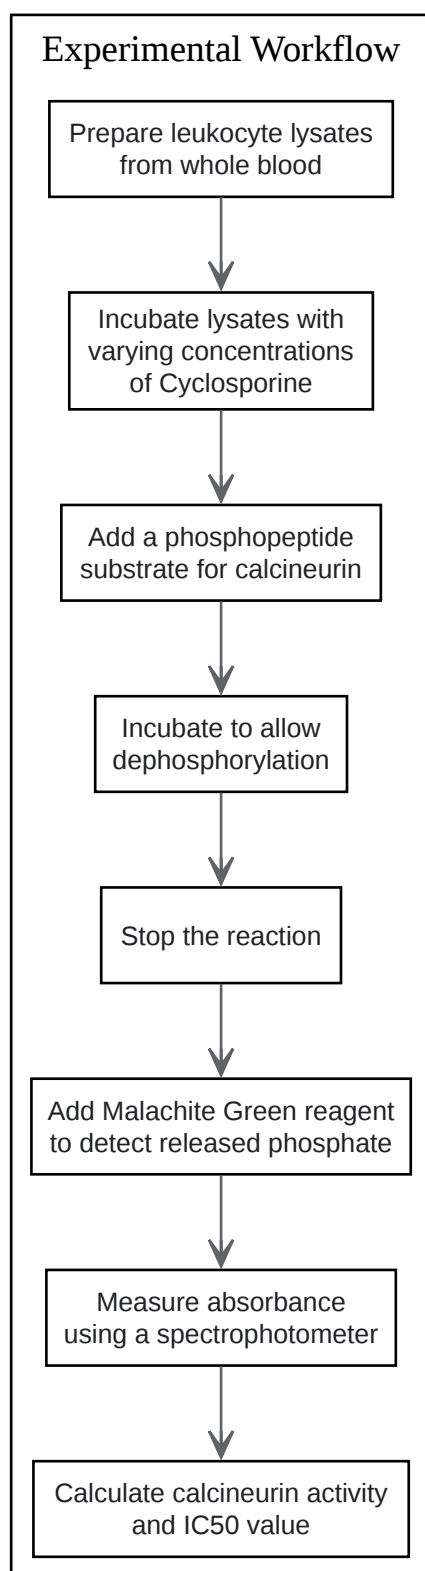 Experimental Workflow
Prepare leukocyte lysates
from whole blood
Incubate lysates with
varying concentrations
of Cyclosporine
Add a phosphopeptide
substrate for calcineurin
Incubate to allow
dephosphorylation
Stop the reaction
Add Malachite Green reagent
to detect released phosphate
Measure absorbance
using a spectrophotometer
Calculate calcineurin activity
and IC50 value